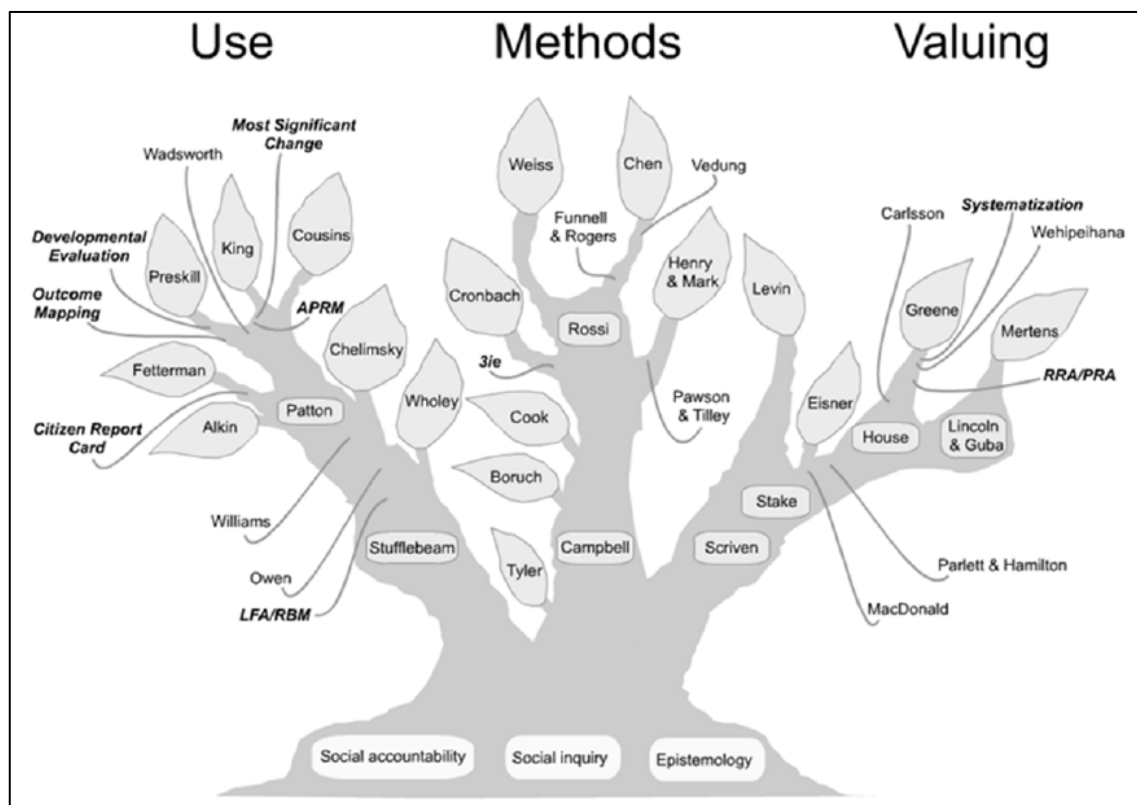 Use
Methods
Valuing
Most Significant
Change
Wadsworth
King
Cousins
Developmental
Evaluation
Preskill
Outcome
Mapping
APRM
Chelimsky
Fetterman
Patton
Wholey
Citizen Report
Card
Alkin
Williams
Stufflebeam
Owen
LFA/RBM
Weiss
Chen
Vedung
Funnell
& Rogers
Henry
& Mark
Cronbach
Rossi
3ie
Cook
Pawson
& Tilley
Boruch
Tyler
Campbell
Levin
Carlsson
Systematization
Wehipeihana
Greene
Mertens
RRA/PRA
Eisner
House
Lincoln
& Guba
Stake
Scriven
Parlett & Hamilton
MacDonald
Social accountability
Social inquiry
Epistemology